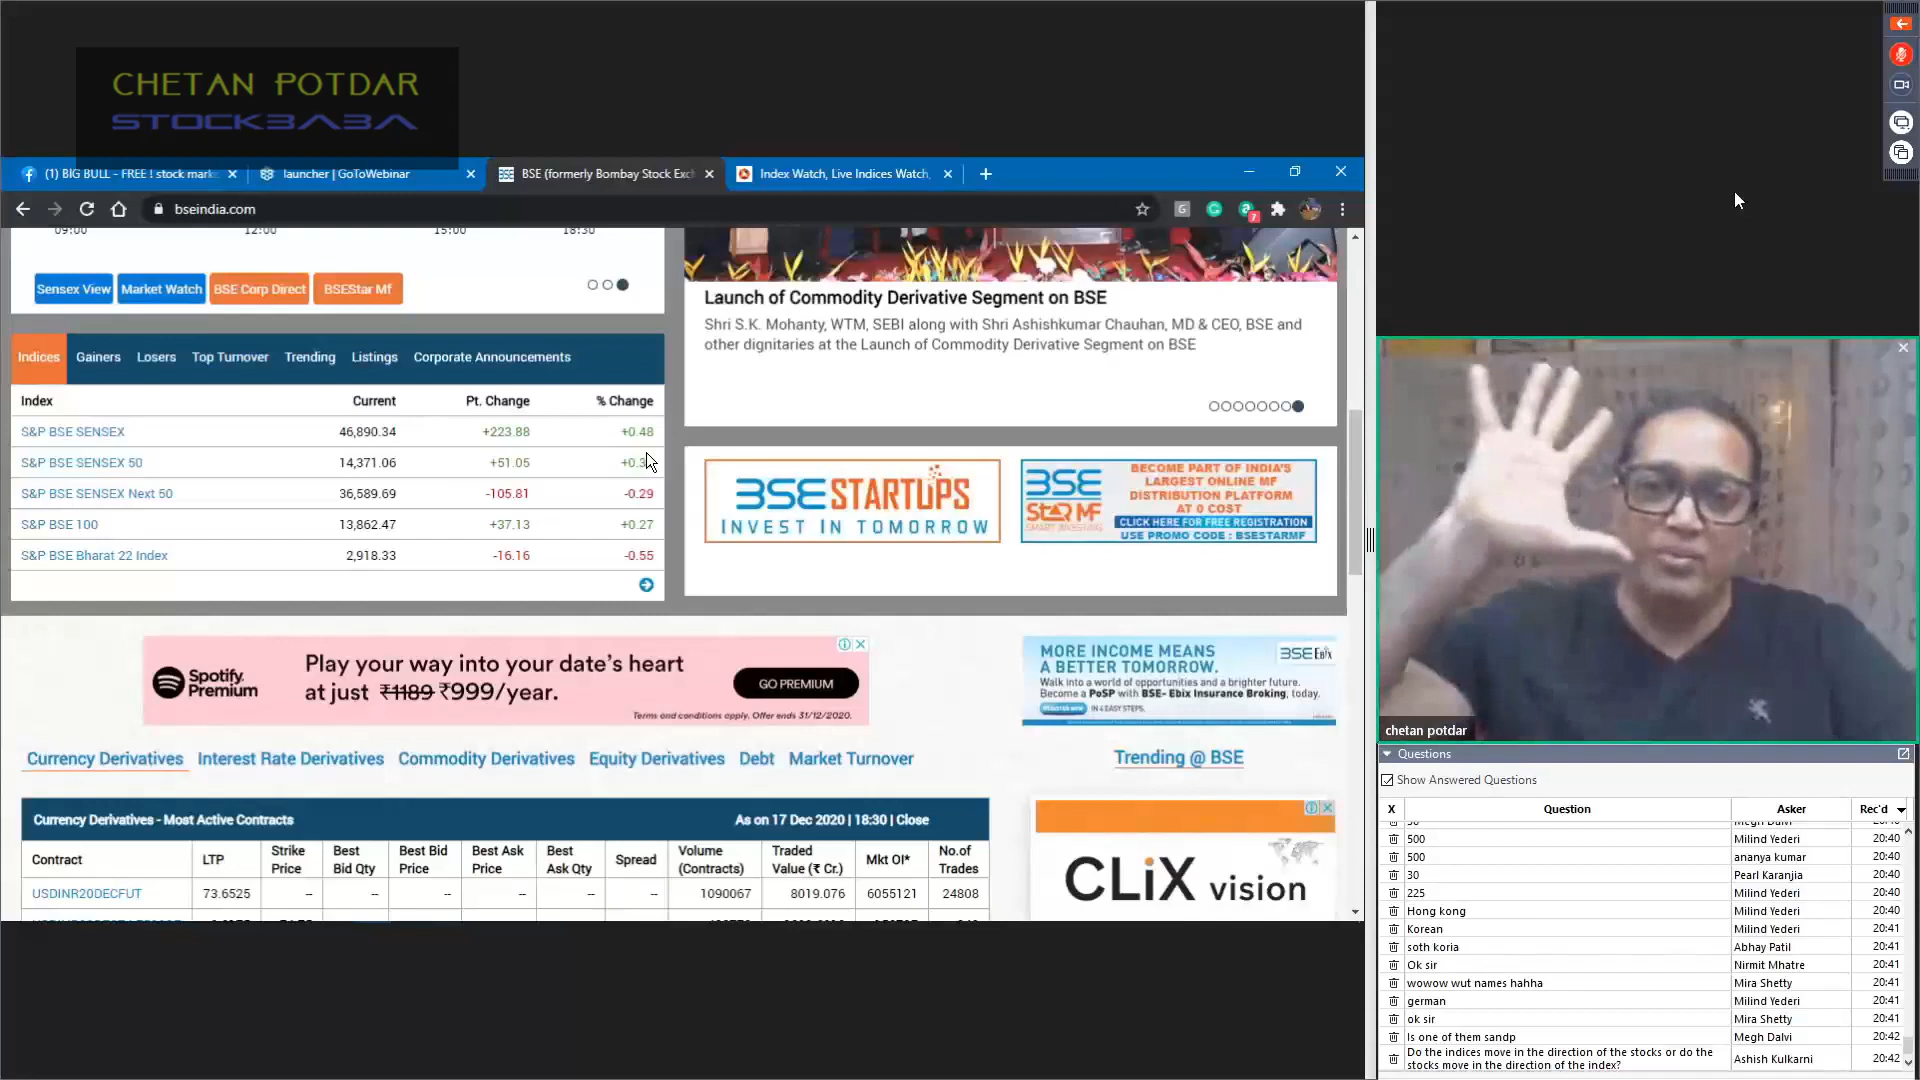 CHETAN POTDAR
STOCKBABA
(1) BIG BULL - FREE ! stock mark
launcher | GoToWebinar
BSE (formerly Bombay Stock Exc
Index Watch, Live Indices Watch,
bseindia.com
09:00 12:00 15:00 18:30
Sensex View Market Watch BSE Corp Direct BSEStar Mf
Indices Gainers Losers Top Turnover Trending Listings Corporate Announcements
Index Current Pt. Change % Change
S&P BSE SENSEX 46,890.34 +223.88 +0.48
S&P BSE SENSEX 50 14,371.06 +51.05
S&P BSE SENSEX Next 50 36,589.69 -105.81 -0.29
S&P BSE 100 13,862.47 +37.13 +0.27
S&P BSE Bharat 22 Index 2,918.33 -16.16 -0.55
Launch of Commodity Derivative Segment on BSE
Shri S.K. Mohanty, WTM, SEBI along with Shri Ashishkumar Chauhan, MD & CEO, BSE and
other dignitaries at the Launch of Commodity Derivative Segment on BSE
BSE STARTUPS
INVEST IN TOMORROW
BSE
STAR MF
SMART INVESTING
BECOME PART OF INDIA'S
LARGEST ONLINE MF
DISTRIBUTION PLATFORM
AT 0 COST
CLICK HERE FOR FREE REGISTRATION
USE PROMO CODE : BSESTARMF
Spotify Premium
Play your way into your date's heart
at just ₹1189 ₹999/year.
GO PREMIUM
Terms and conditions apply. Offer ends 31/12/2020.
MORE INCOME MEANS
A BETTER TOMORROW.
BSE EBIX
Walk into a world of opportunities and a brighter future.
Become a PoSP with BSE- Ebix Insurance Broking, today.
REGISTER NOW IN 4 EASY STEPS.
Currency Derivatives Interest Rate Derivatives Commodity Derivatives Equity Derivatives Debt Market Turnover
Trending @ BSE
Currency Derivatives - Most Active Contracts As on 17 Dec 2020 | 18:30 | Close
Contract LTP Strike Price Best Bid Qty Best Bid Price Best Ask Price Best Ask Qty Spread Volume (Contracts) Traded Value (₹ Cr.) Mkt OI* No.of Trades
USDINR20DECFUT 73.6525 -- -- -- -- -- -- 1090067 8019.076 6055121 24808
CLiX vision
chetan potdar
Questions
Show Answered Questions
X Question Asker Rec'd
500 Milind Yederi 20:40
500 ananya kumar 20:40
30 Pearl Karanjia 20:40
225 Milind Yederi 20:40
Hong kong Milind Yederi 20:40
Korean Milind Yederi 20:41
soth koria Abhay Patil 20:41
Ok sir Nirmit Mhatre 20:41
wowow wut names hahha Mira Shetty 20:41
german Milind Yederi 20:41
ok sir Mira Shetty 20:41
Is one of them sandp Megh Dalvi 20:42
Do the indices move in the direction of the stocks or do the
stocks move in the direction of the index? Ashish Kulkarni 20:42